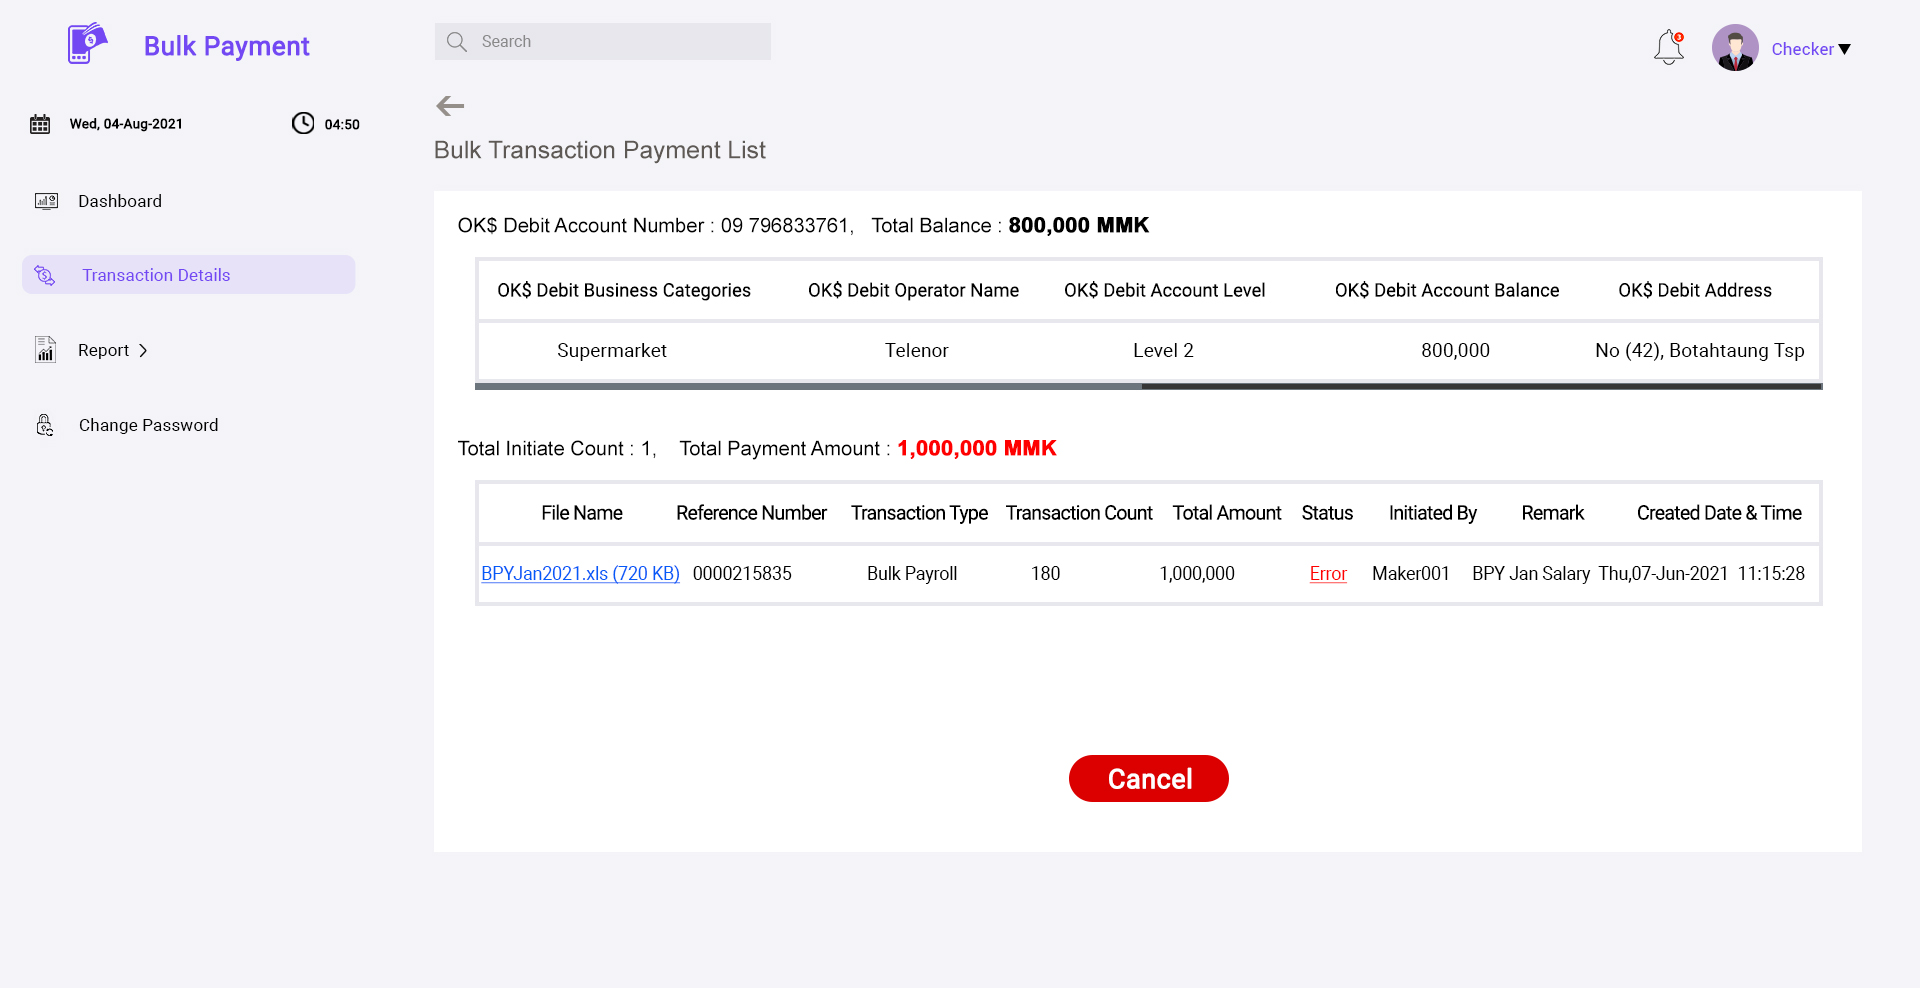 Bulk Payment
Search
3
Checker
Wed, 04-Aug-2021
04:50
Bulk Transaction Payment List
Dashboard
Transaction Details
Report
Change Password
OK$ Debit Account Number : 09 796833761, Total Balance : 800,000 MMK
OK$ Debit Business Categories OK$ Debit Operator Name OK$ Debit Account Level OK$ Debit Account Balance OK$ Debit Address
Supermarket Telenor Level 2 800,000 No (42), Botahtaung Tsp
Total Initiate Count : 1, Total Payment Amount : 1,000,000 MMK
File Name Reference Number Transaction Type Transaction Count Total Amount Status Initiated By Remark Created Date & Time
BPYJan2021.xls (720 KB) 0000215835 Bulk Payroll 180 1,000,000 Error Maker001 BPY Jan Salary Thu,07-Jun-2021 11:15:28
Cancel